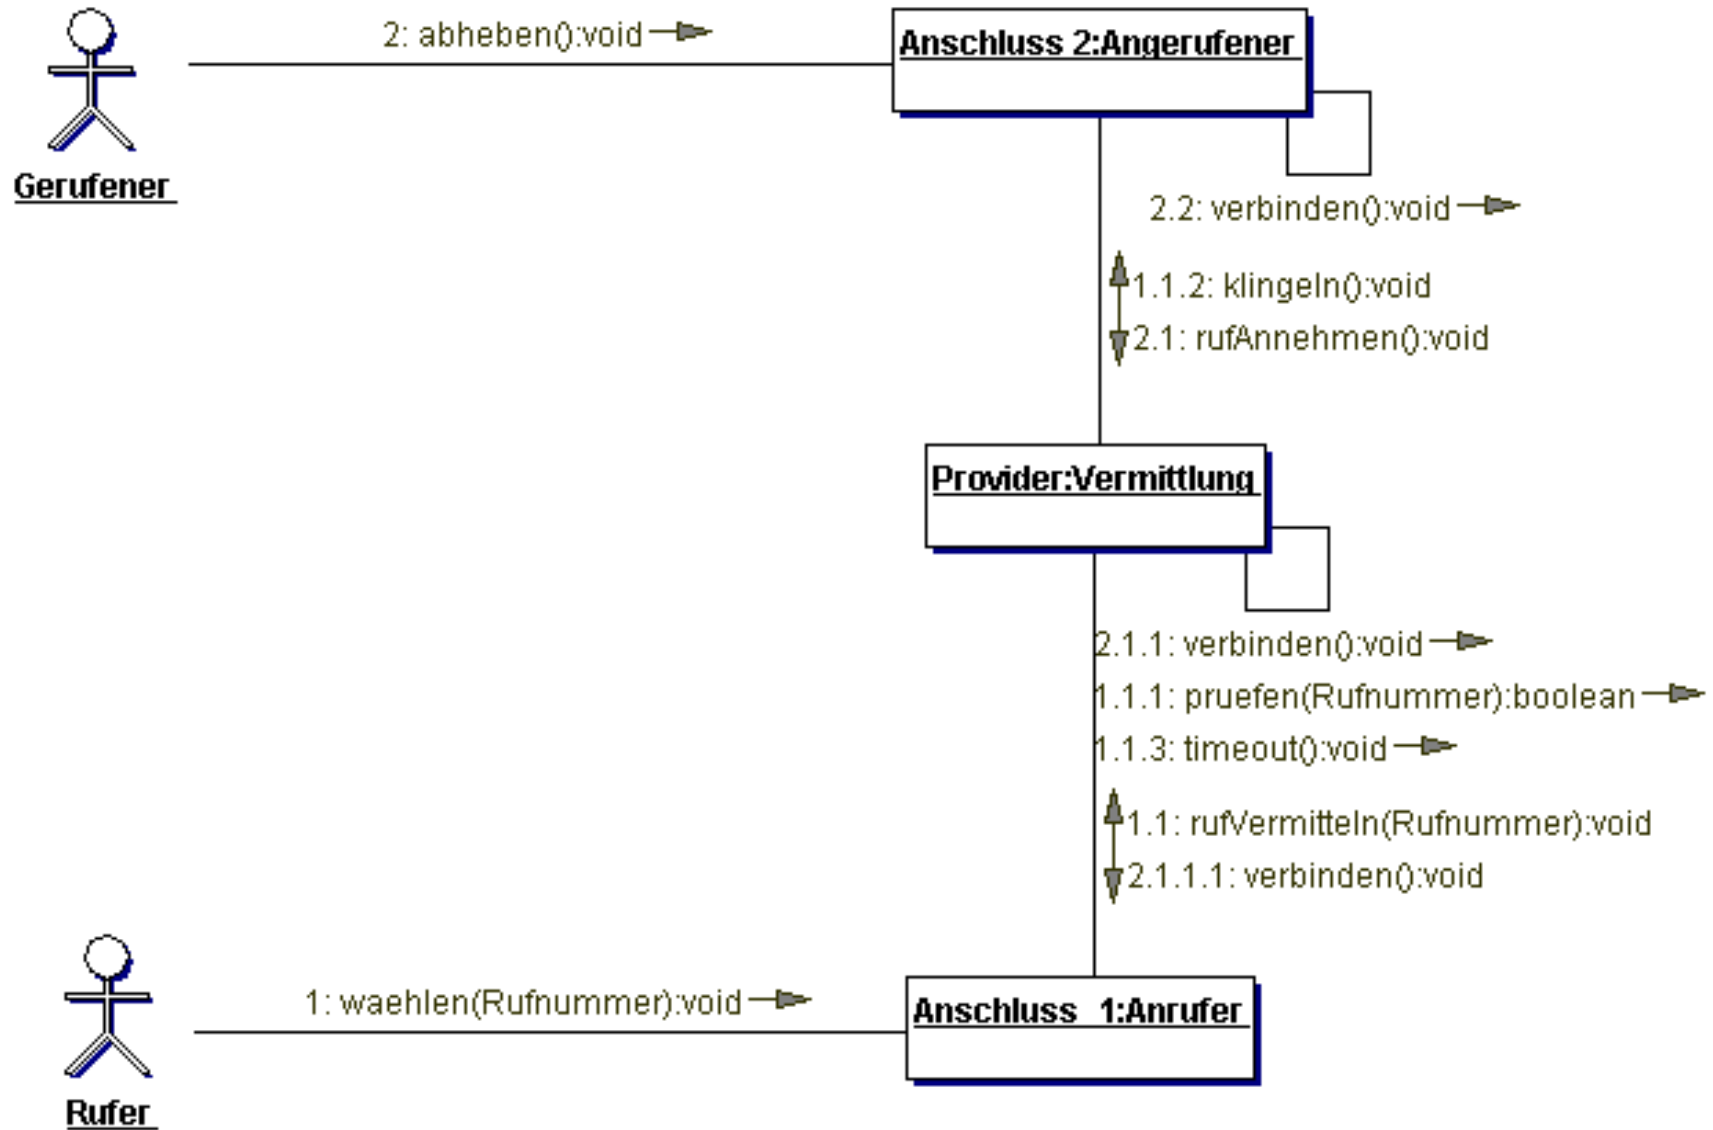 2: abheben():void
Anschluss 2:Angerufener
Gerufener
2.2: verbinden():void
1.1.2: klingeln():void
2.1: rufAnnehmen():void
Provider:Vermittlung
2.1.1: verbinden():void
1.1.1: pruefen(Rufnummer):boolean
1.1.3: timeout():void
1.1: rufVermitteln(Rufnummer):void
2.1.1.1: verbinden():void
1: waehlen(Rufnummer):void
Anschluss 1:Anrufer
Rufer